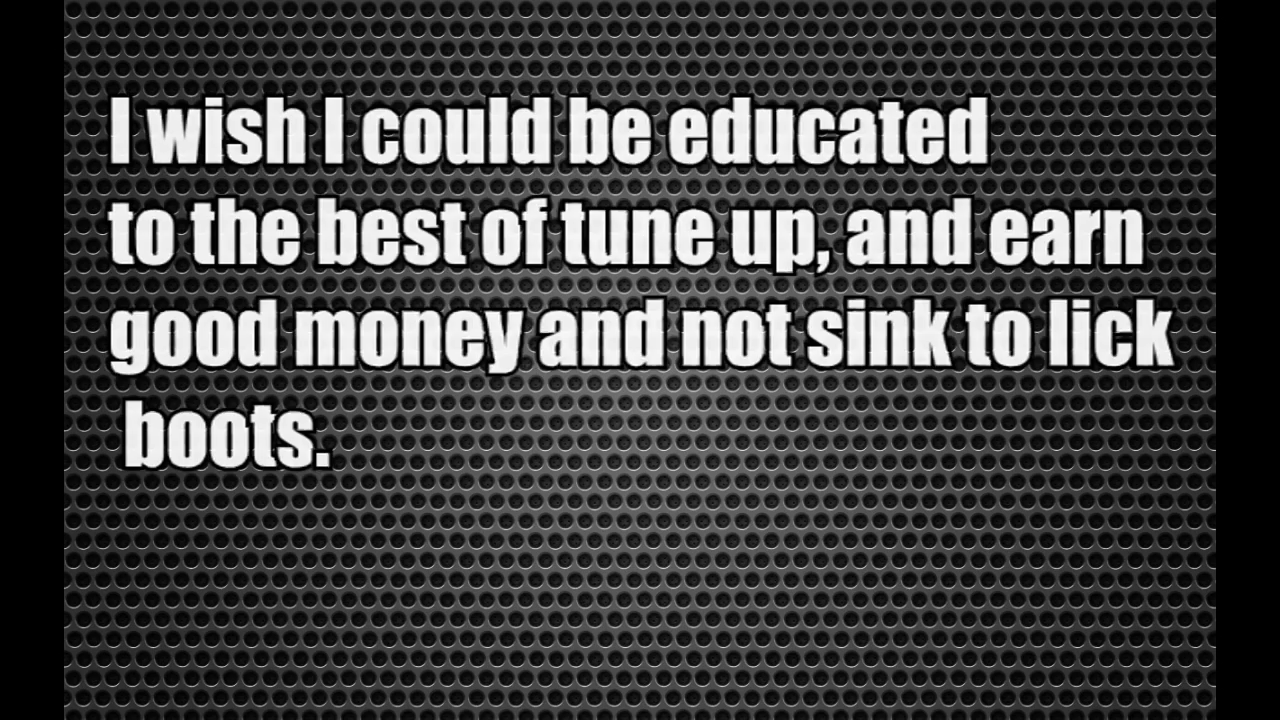 I wish I could be educated
to the best of tune up, and earn
good money and not sink to lick
boots.